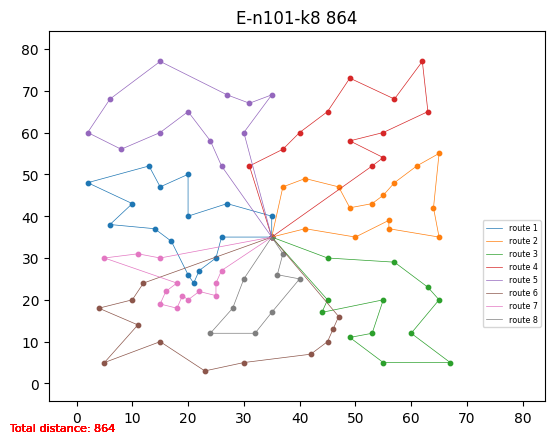 E-n101-k8 864
80
70
60
50
40
30
20
10
0
route 1
route 2
route 3
route 4
route 5
route 6
route 7
route 8
0 10 20 30 40 50 60 70 80
Total distance: 864